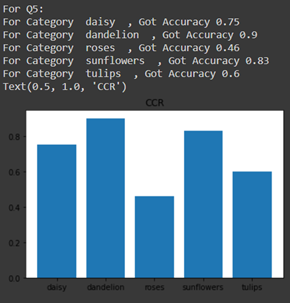 For Q5:
For Category  daisy  , Got Accuracy 0.75
For Category  dandelion  , Got Accuracy 0.9
For Category  roses  , Got Accuracy 0.46
For Category  sunflowers  , Got Accuracy 0.83
For Category  tulips  , Got Accuracy 0.6
Text(0.5, 1.0, 'CCR')
CCR
0.8
0.6
0.4
0.2
0.0
daisy dandelion roses sunflowers tulips